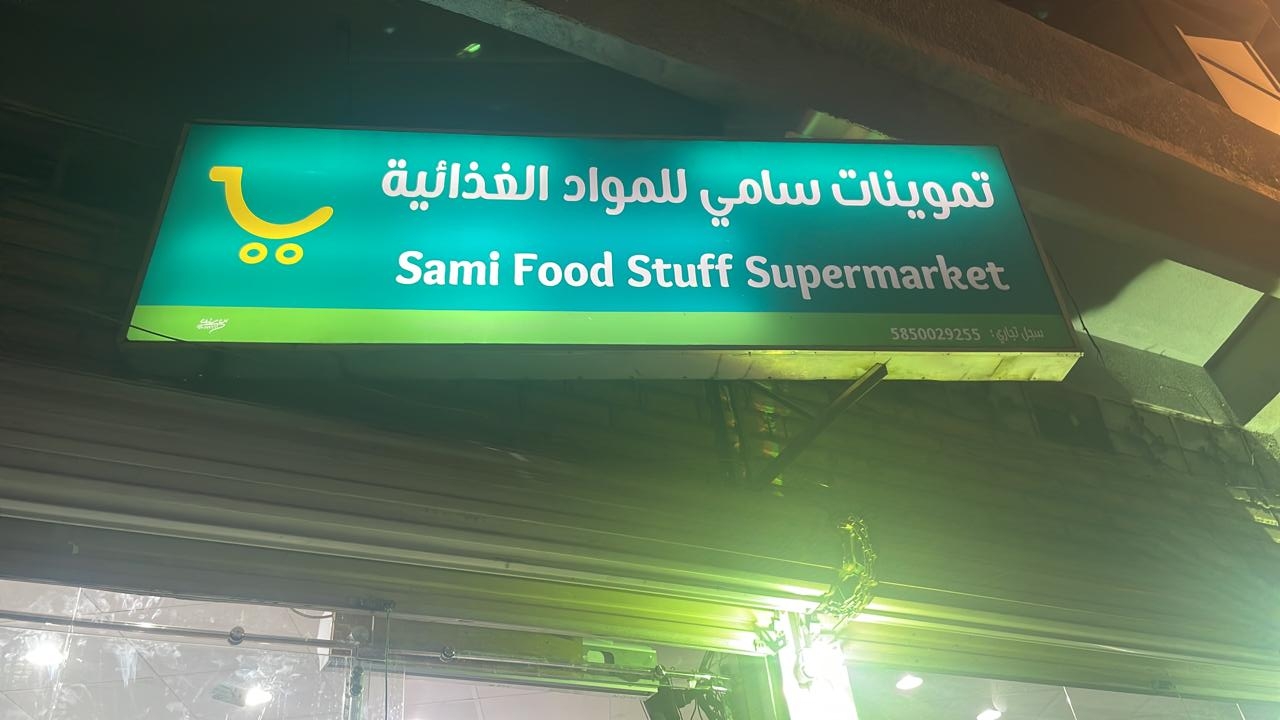 تموينات سامي للمواد الغذائية
Sami Food Stuff Supermarket
سجل تجاري: 5850029255